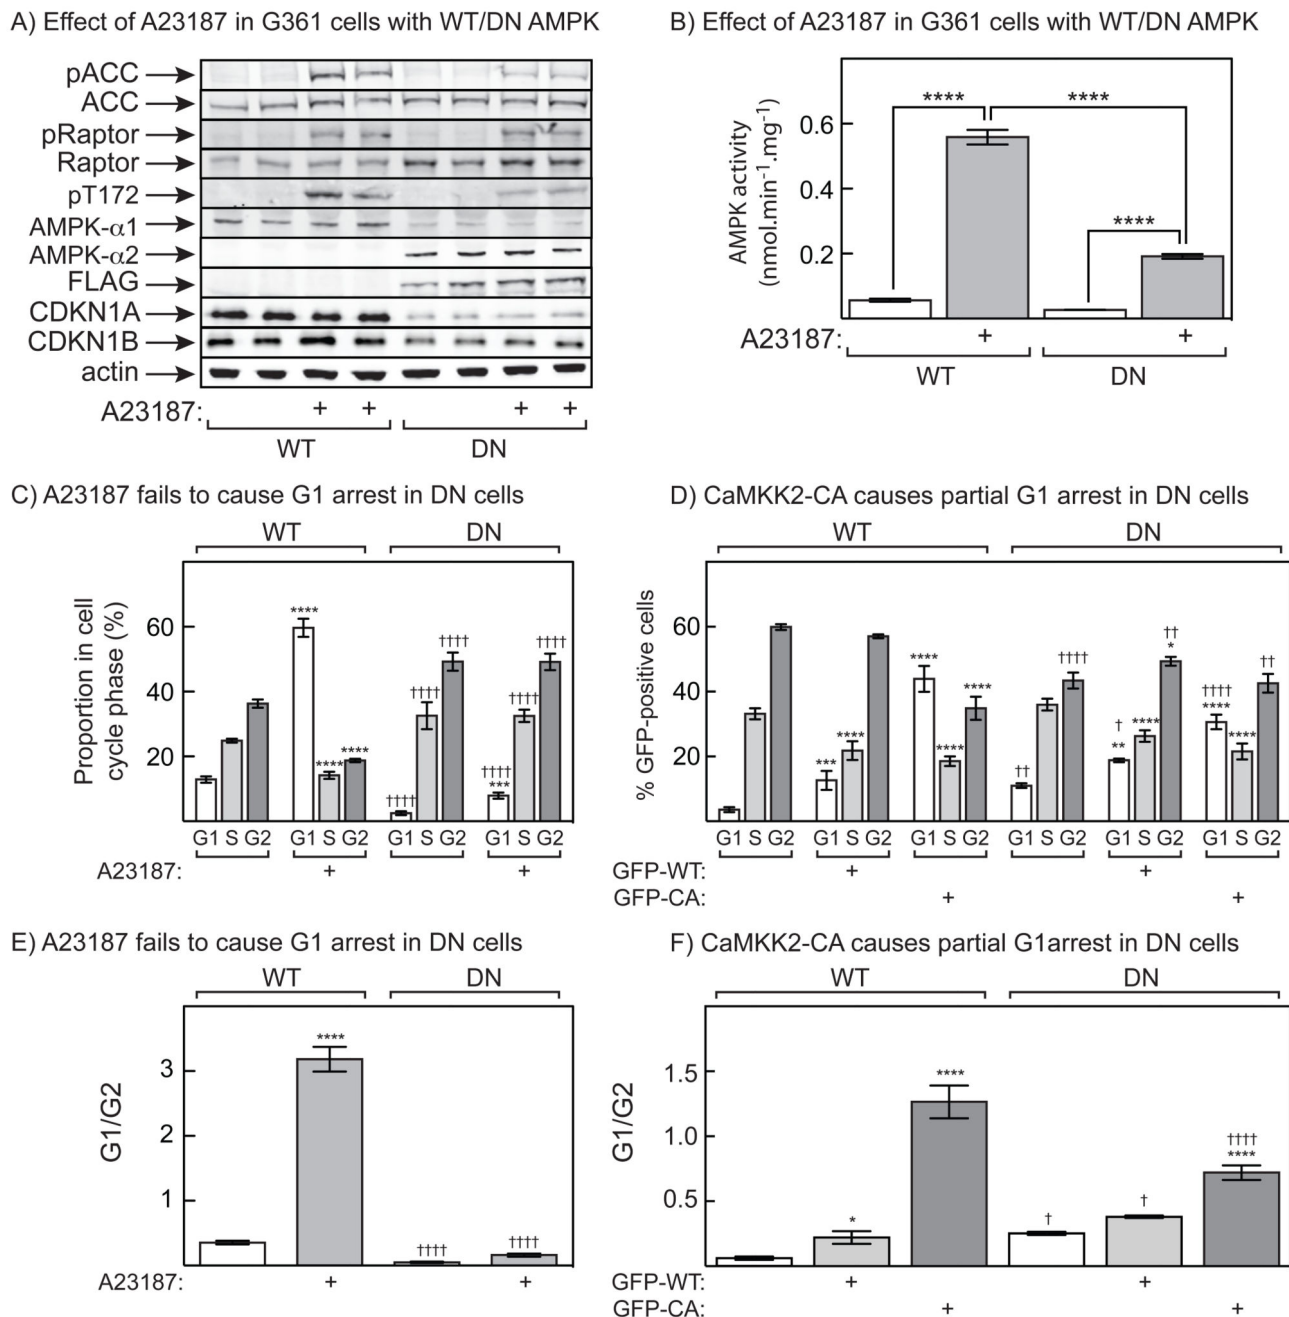 A) Effect of A23187 in G361 cells with WT/DN AMPK
pACC
ACC
pRaptor
Raptor
pT172
AMPK-α1
AMPK-α2
FLAG
CDKN1A
CDKN1B
actin
A23187: + + + +
WT DN
B) Effect of A23187 in G361 cells with WT/DN AMPK
AMPK activity
(nmol.min⁻¹.mg⁻¹)
0.6
0.4
0.2
**** ****
****
A23187: + +
WT DN
C) A23187 fails to cause G1 arrest in DN cells
WT DN
Proportion in cell
cycle phase (%)
60
40
20
**** **** **** †††† †††† †††† †††† *** †††† ††††
G1 S G2 G1 S G2 G1 S G2 G1 S G2
A23187: + +
D) CaMKK2-CA causes partial G1 arrest in DN cells
WT DN
% GFP-positive cells
60
40
20
*** **** **** **** **** †† †††† † ** **** †† * †††† **** **** ††
G1 S G2 G1 S G2 G1 S G2 G1 S G2 G1 S G2 G1 S G2
GFP-WT: + +
GFP-CA: + +
E) A23187 fails to cause G1 arrest in DN cells
WT DN
G1/G2
3
2
1
**** †††† ††††
A23187: + +
F) CaMKK2-CA causes partial G1arrest in DN cells
WT DN
G1/G2
1.5
1.0
0.5
* **** † † †††† ****
GFP-WT: + +
GFP-CA: + +